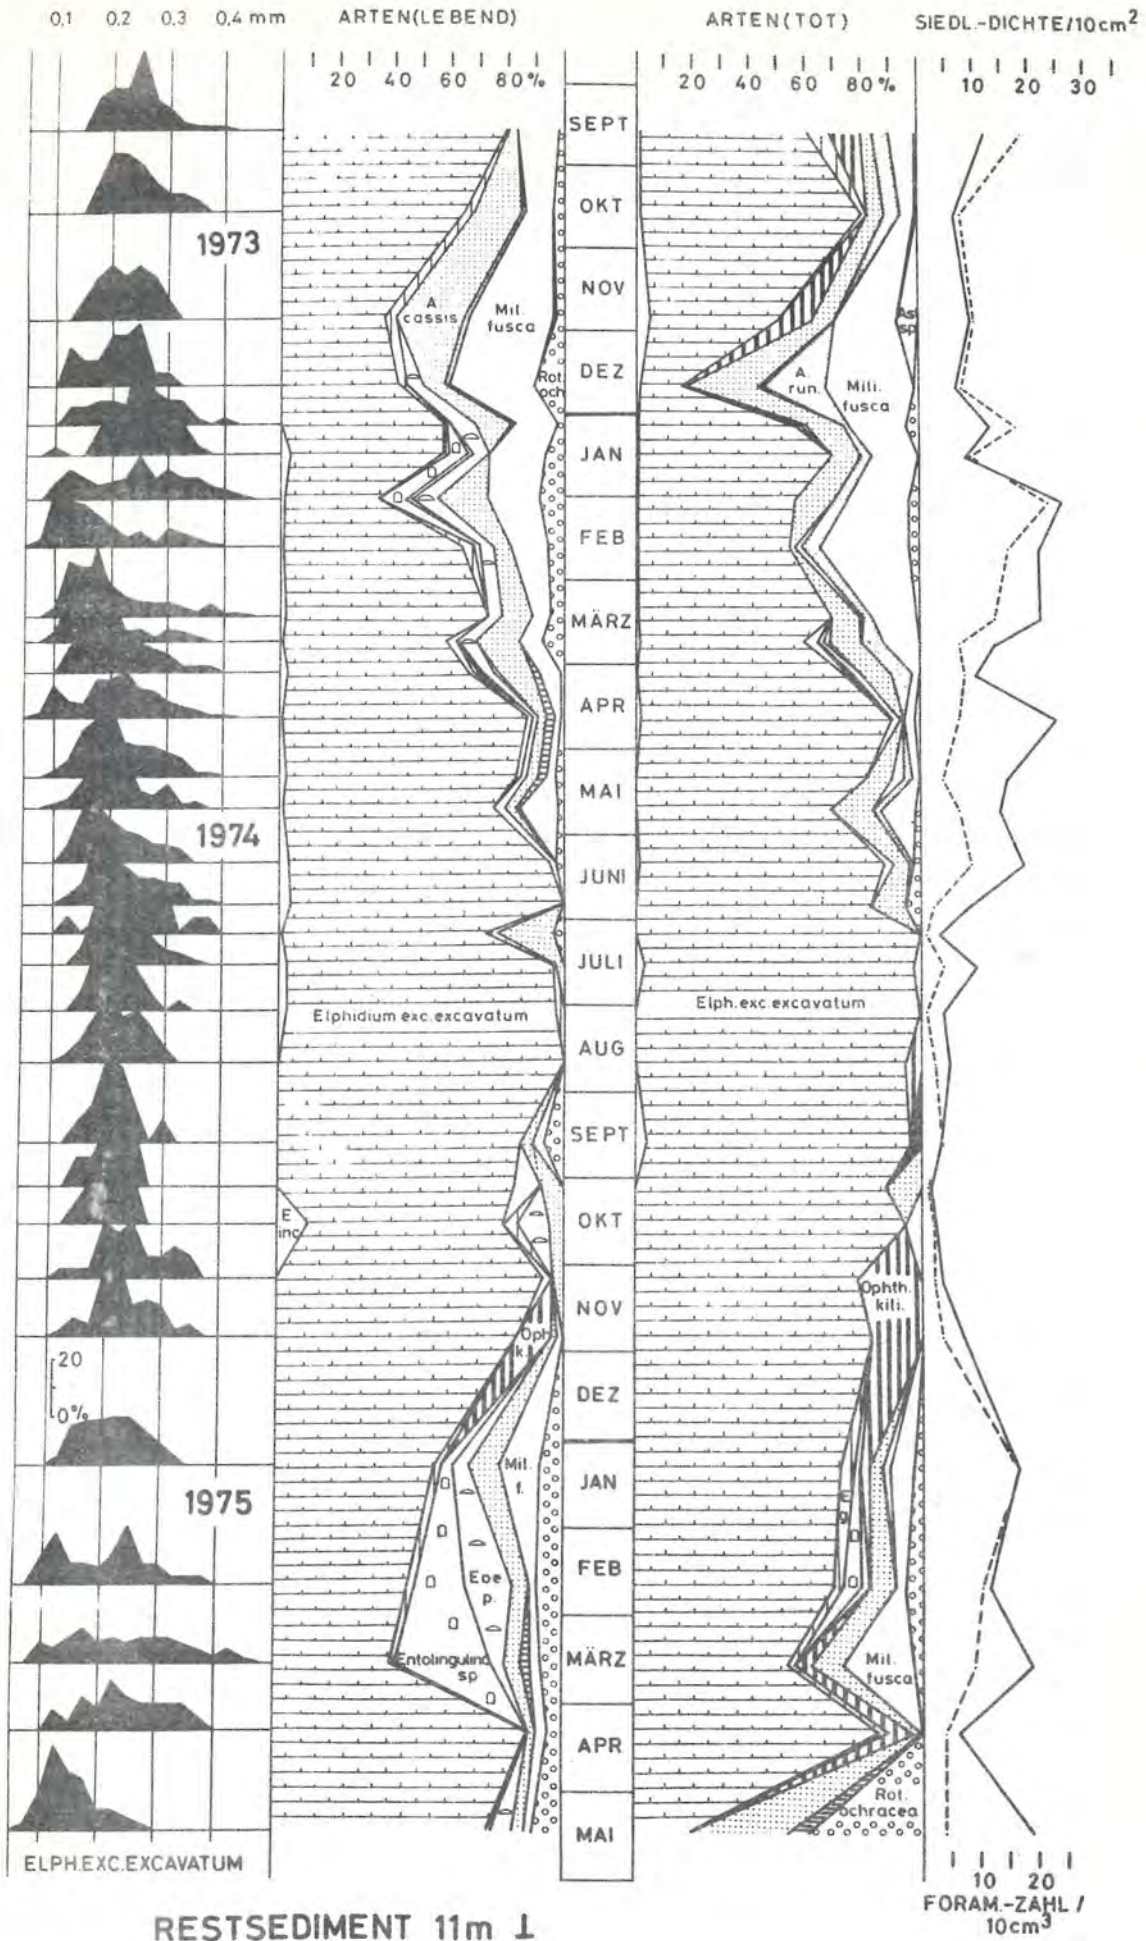 0,1 0,2 0,3 0,4 mm
ARTEN(LEBEND)
ARTEN(TOT)
SIEDL.-DICHTE/10cm²
20 40 60 80%
20 40 60 80%
10 20 30
SEPT
OKT
1973
NOV
A. cassis
Mil. fusca
Ast sp.
DEZ
Rot. och
A. run.
Mili. fusca
JAN
FEB
MÄRZ
APR
MAI
1974
JUNI
JULI
Elphidium exc. excavatum
Elph. exc. excavatum
AUG
SEPT
E inc.
OKT
Ophth. kili.
NOV
Oph k.
20
0%
DEZ
Mil. f.
JAN
E g.
1975
FEB
Eoe p.
MÄRZ
Entolingulina sp
Mil. fusca
APR
Rot. ochracea
MAI
ELPH.EXC.EXCAVATUM
10 20
FORAM.-ZAHL / 10cm³
RESTSEDIMENT 11m ⊥